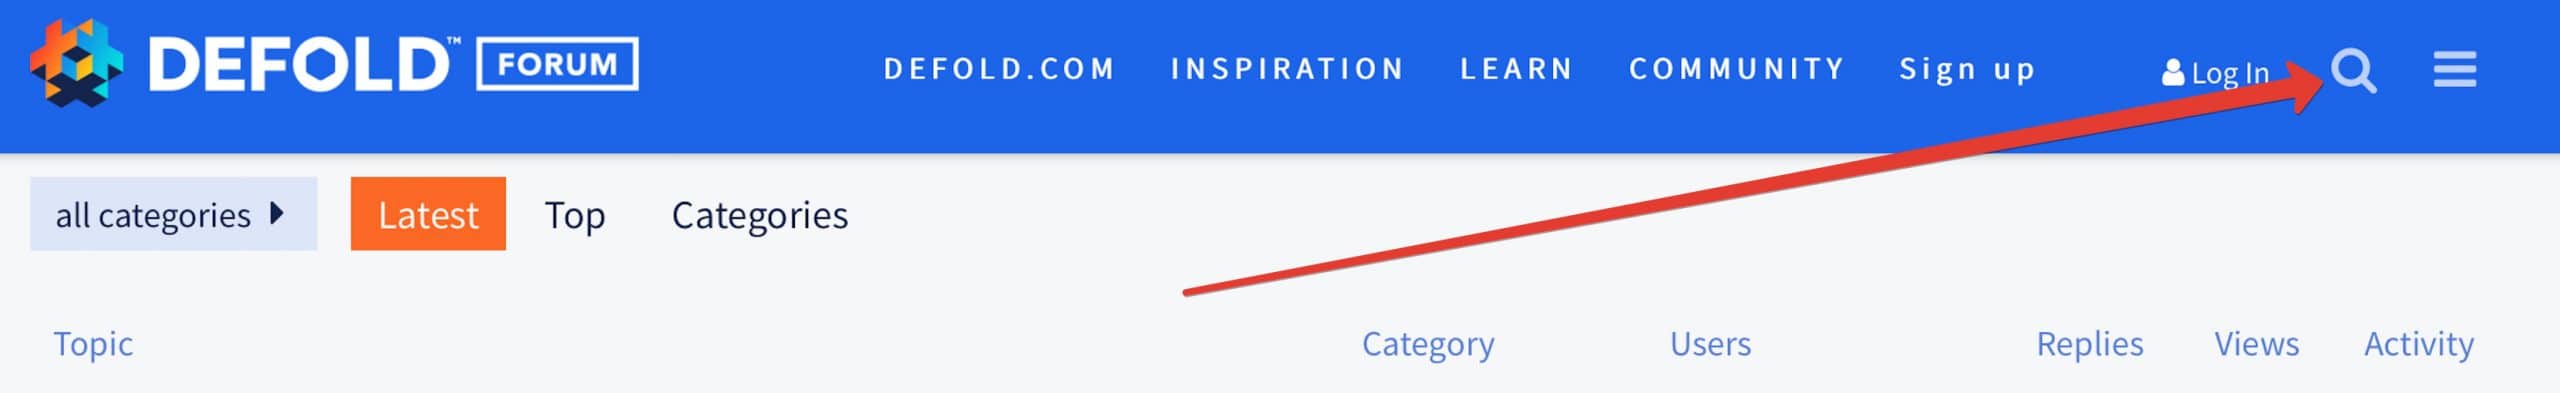 DEFOLD™ FORUM DEFOLD.COM INSPIRATION LEARN COMMUNITY Sign up Log In
all categories Latest Top Categories
Topic Category Users Replies Views Activity